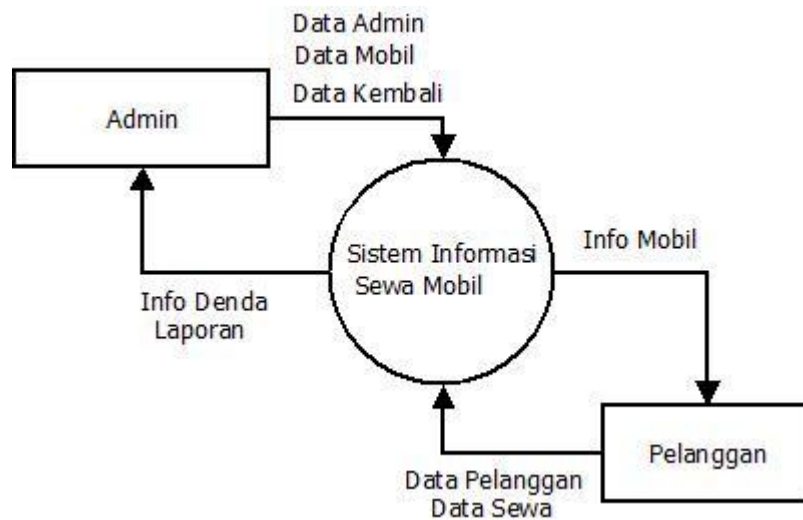 Data Admin
Data Mobil
Data Kembali
Admin
Sistem Informasi
Sewa Mobil
Info Mobil
Info Denda
Laporan
Pelanggan
Data Pelanggan
Data Sewa